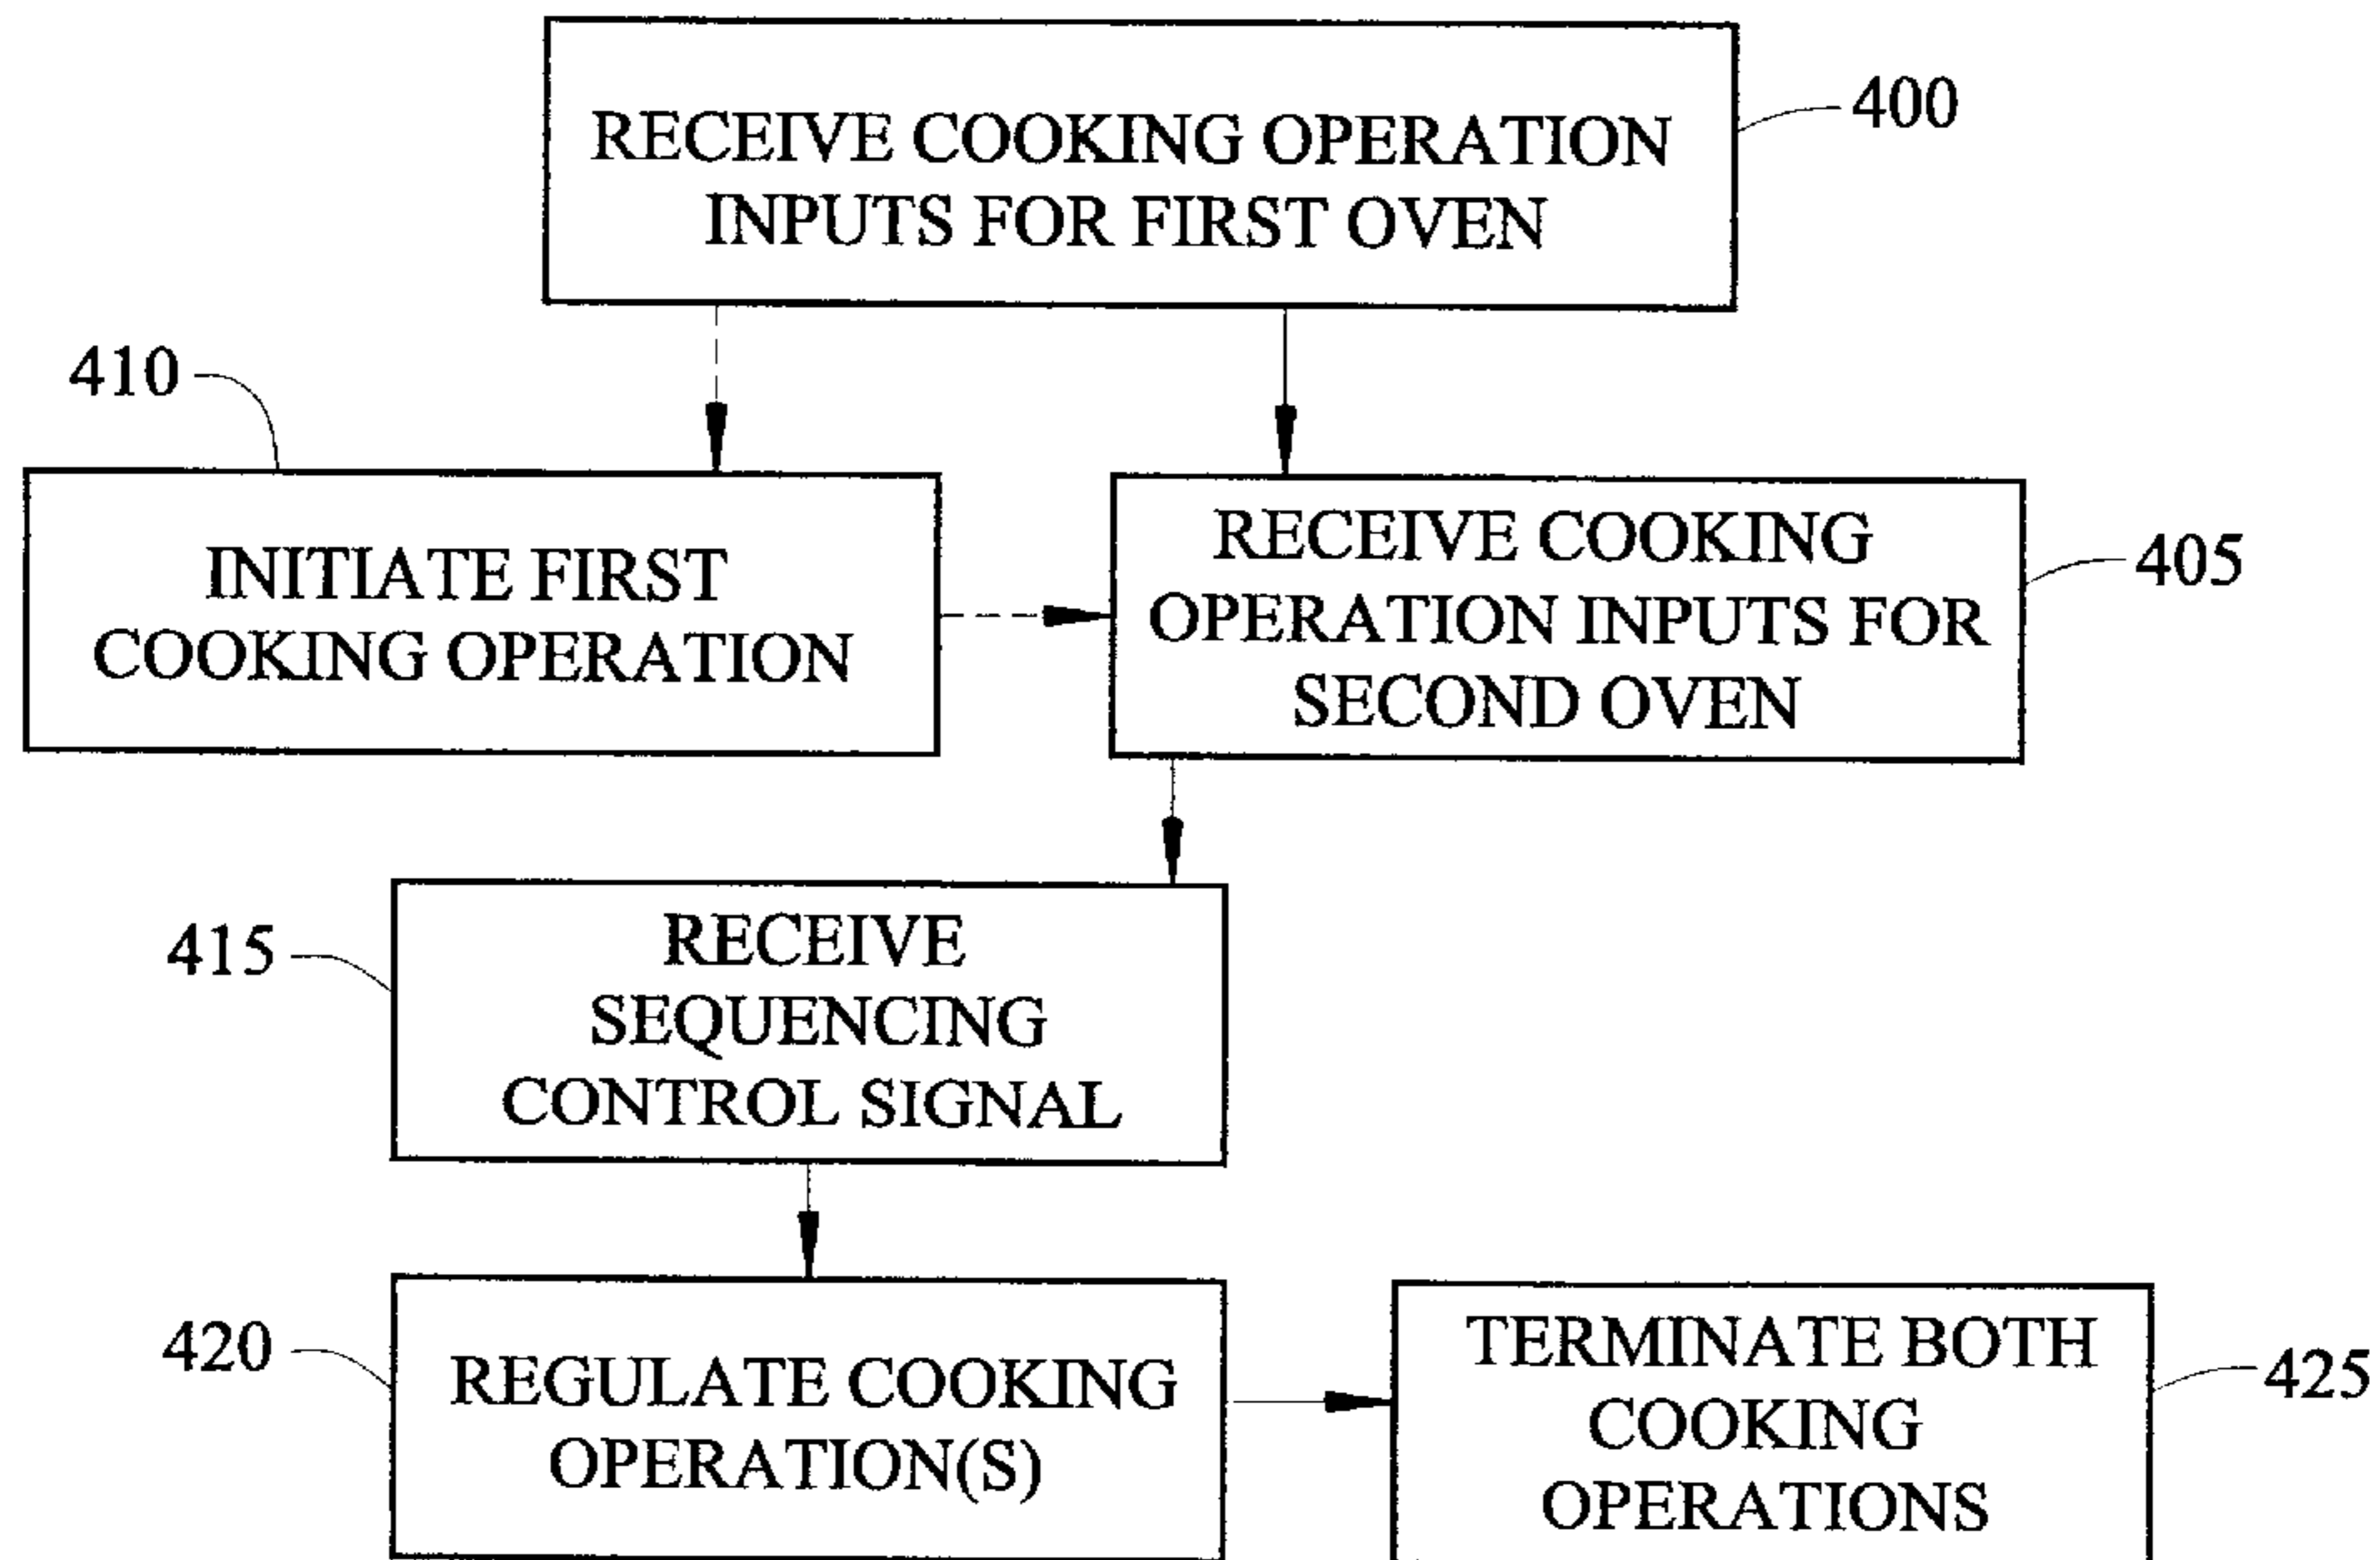 RECEIVE COOKING OPERATION
INPUTS FOR FIRST OVEN
400
410
INITIATE FIRST
COOKING OPERATION
RECEIVE COOKING
OPERATION INPUTS FOR
SECOND OVEN
405
415
RECEIVE
SEQUENCING
CONTROL SIGNAL
420
REGULATE COOKING
OPERATION(S)
TERMINATE BOTH
COOKING
OPERATIONS
425